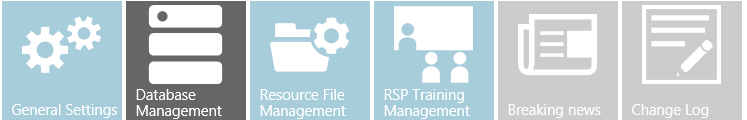 General Settings
Database
Management
Resource File
Management
RSP Training
Management
Breaking news
Change Log